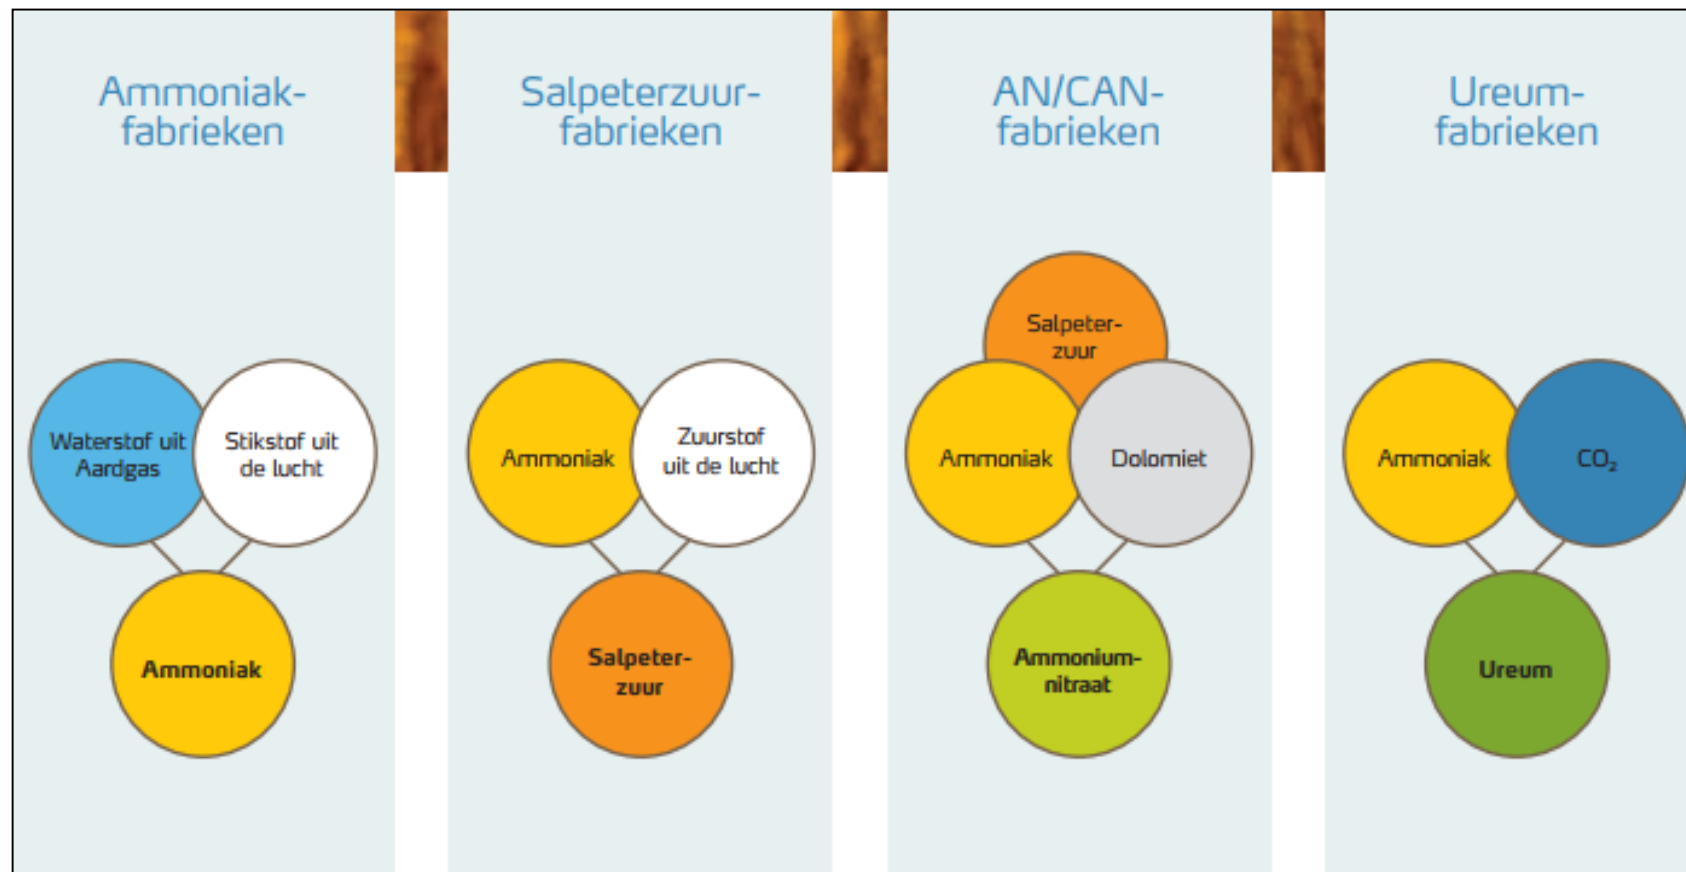 Ammoniak-
fabrieken
Waterstof uit
Aardgas
Stikstof uit
de lucht
Ammoniak
Salpeterzuur-
fabrieken
Ammoniak
Zuurstof
uit de lucht
Salpeter-
zuur
AN/CAN-
fabrieken
Salpeter-
zuur
Ammoniak
Dolomiet
Ammonium-
nitraat
Ureum-
fabrieken
Ammoniak
CO₂
Ureum